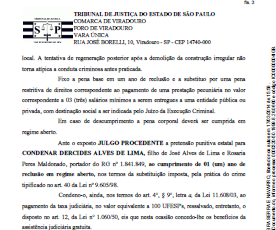 fls. 2
TRIBUNAL DE JUSTIÇA DO ESTADO DE SÃO PAULO
COMARCA DE VIRADOURO
FORO DE VIRADOURO
VARA ÚNICA
RUA JOSÉ BORELLI, 10, Viradouro - SP - CEP 14740-000
local. A tentativa de regeneração posterior após a demolição da construção irregular não
torna atípica a conduta criminosa antes praticada.
Fixo a pena base em um ano de reclusão e a substituo por uma pena
restritiva de direitos correspondente ao pagamento de uma prestação pecuniária no valor
correspondente a 03 (três) salários mínimos a serem entregues a uma entidade pública ou
privada, com destinação social a ser indicada pelo Juízo da Execução Criminal.
Em caso de descumprimento a pena corporal deverá ser cumprida em
regime aberto.
Ante o exposto JULGO PROCEDENTE a pretensão punitiva estatal para
CONDENAR DERCIDES ALVES DE LIMA, filho de José Alves de Lima e Rosaria
Peres Maldonado, portador do RG nº 1.841.849, ao cumprimento de 01 (um) ano de
reclusão em regime aberto, nos termos da substituição imposta, pela prática do crime
tipificado no art. 40 da Lei nº 9.605/98.
Condeno-o, ainda, nos termos do art. 4º, § 9º, letra a, da Lei 11.608/03, ao
pagamento da taxa judiciária, no valor equivalente a 100 UFESP's, ressalvado, entretanto, o
disposto no art. 12, da Lei nº 1.060/50, eis que nesta ocasião concedo-lhe os benefícios da
assistência judiciária gratuita.